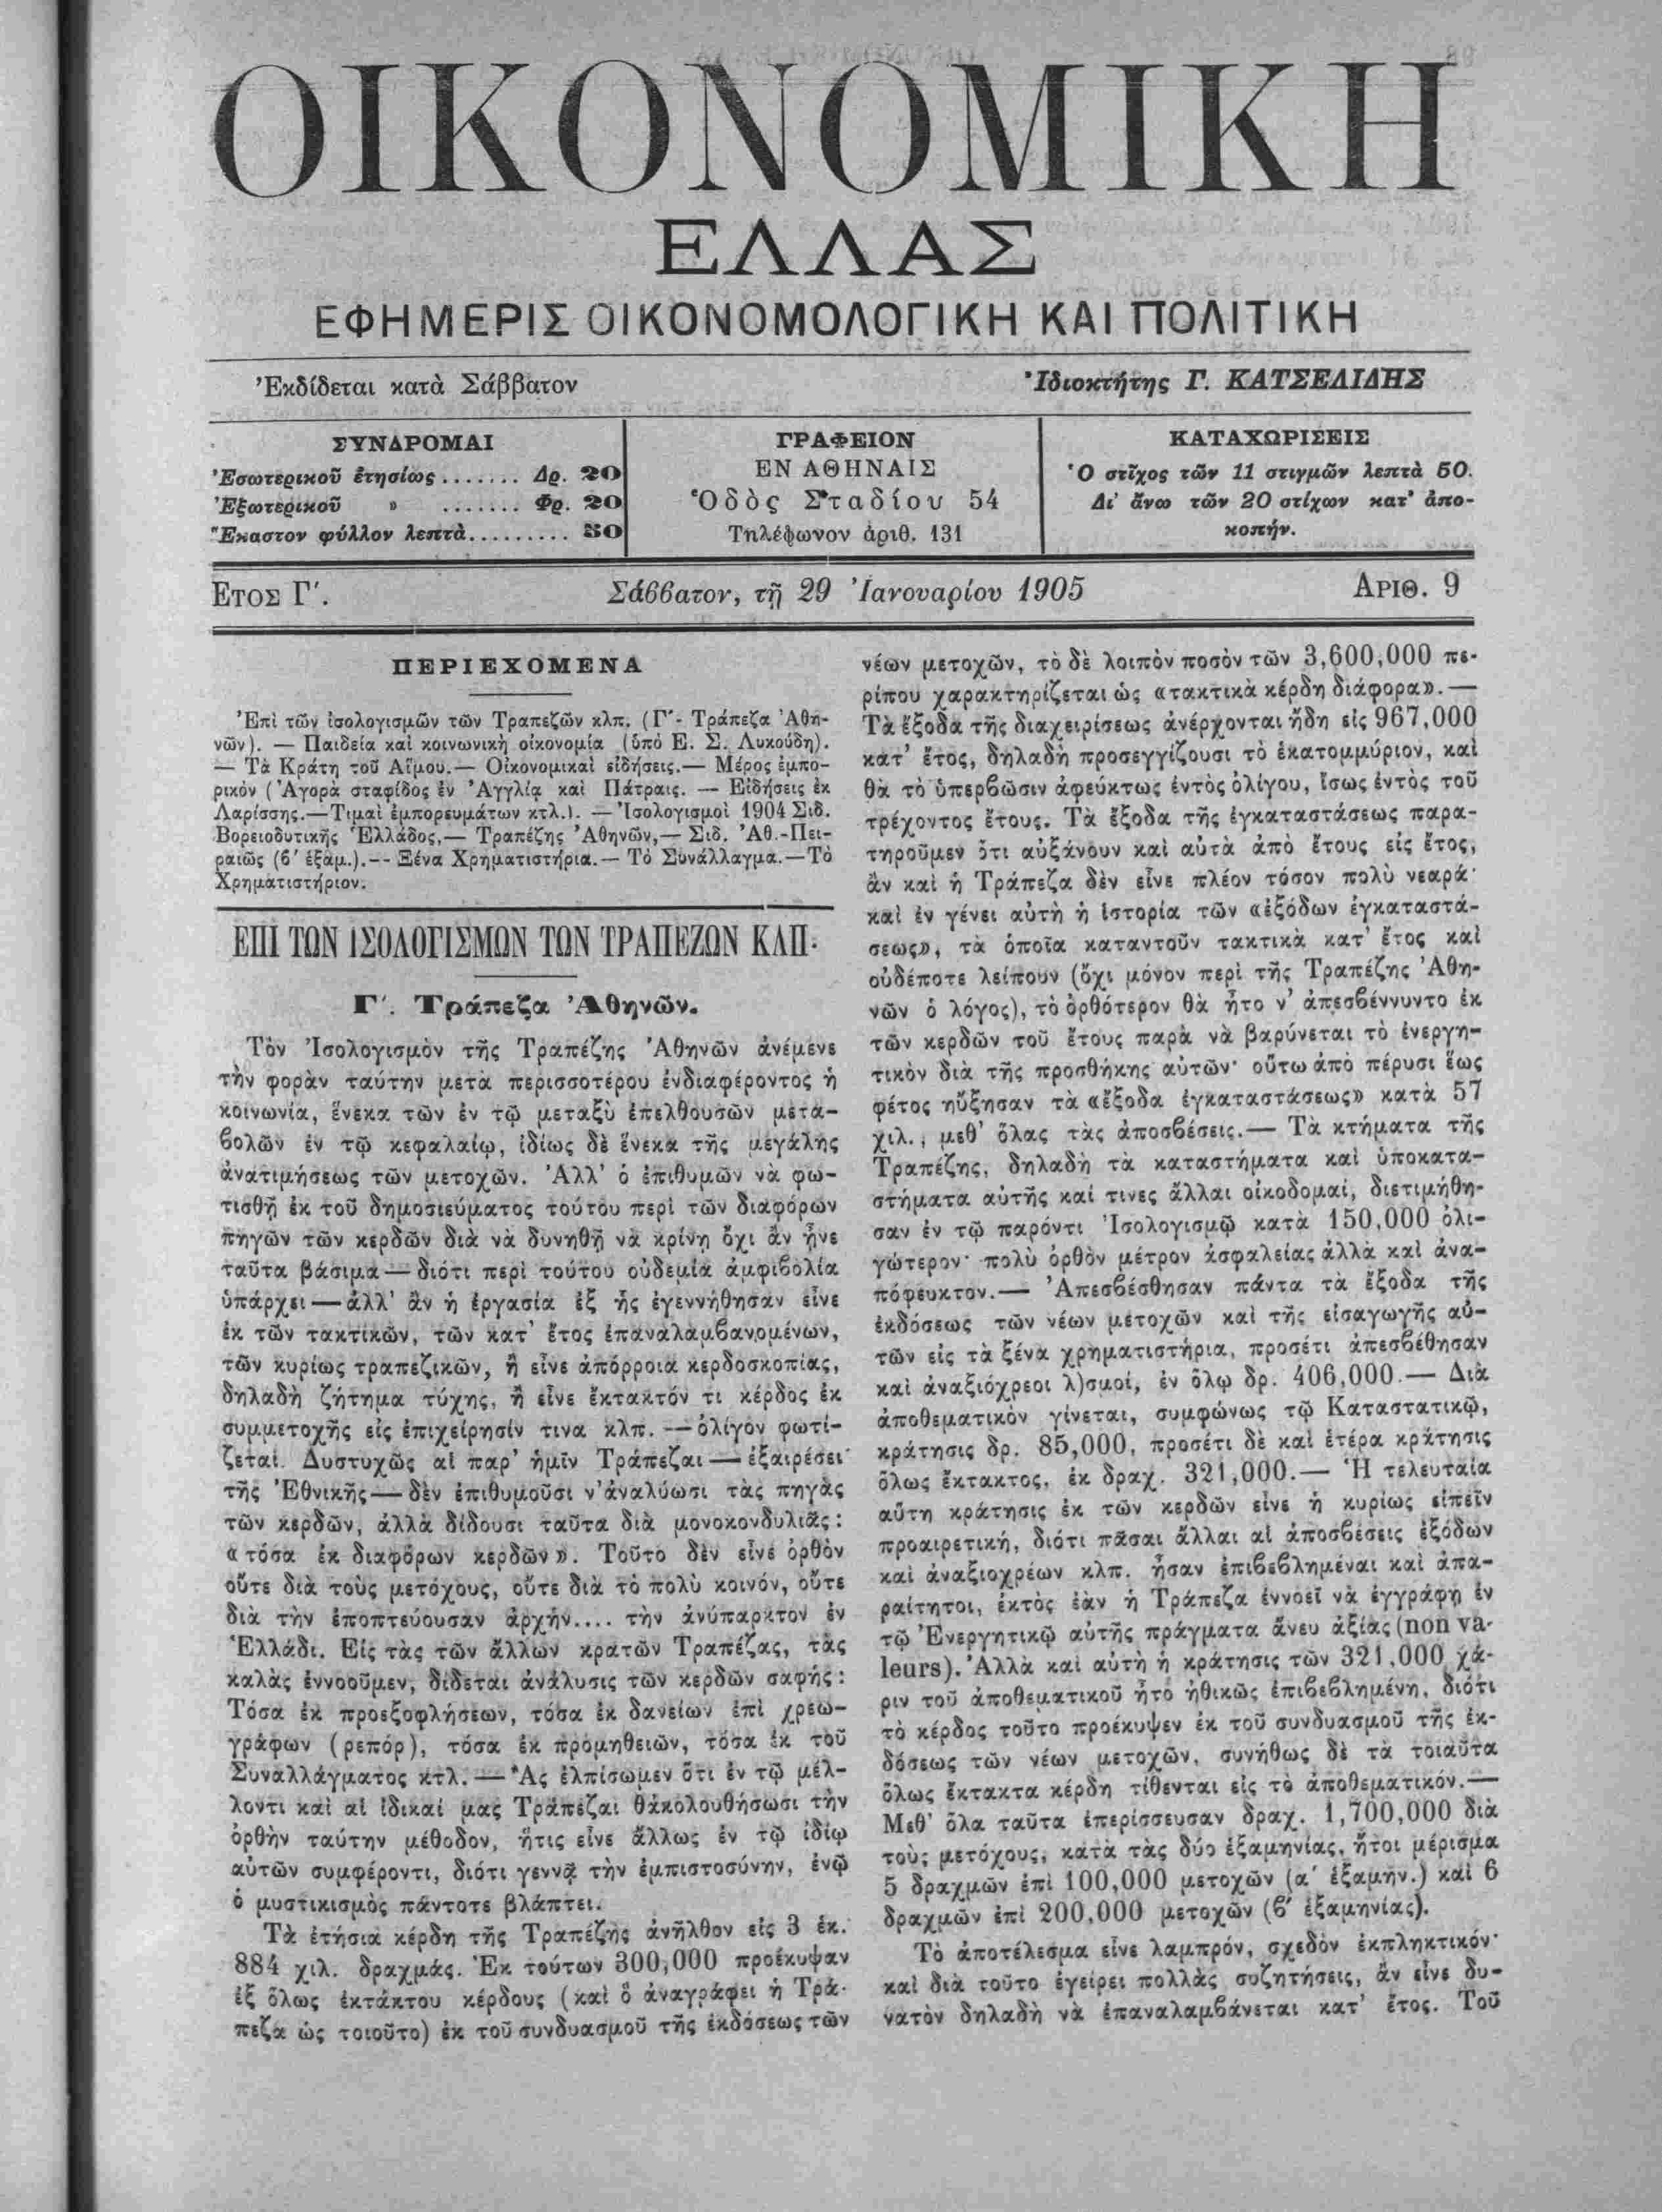 ΟΙΚΟΝΟΜΙΚΗ
ΕΛΛΑΣ
ΕΦΗΜΕΡΙΣ ΟΙΚΟΝΟΜΟΛΟΓΙΚΗ ΚΑΙ ΠΟΛΙΤΙΚΗ
Ἐκδίδεται κατὰ Σάββατον
Ἰδιοκτήτης Γ. ΚΑΤΣΕΛΙΔΗΣ
ΣΥΝΔΡΟΜΑΙ
Ἐσωτερικοῦ ἐτησίως ....... Δρ. 20
Ἐξωτερικοῦ » ....... Φρ. 20
Ἕκαστον φύλλον λεπτὰ......... 50
ΓΡΑΦΕΙΟΝ
ΕΝ ΑΘΗΝΑΙΣ
Ὁδὸς Σταδίου 54
Τηλέφωνον ἀριθ. 131
ΚΑΤΑΧΩΡΙΣΕΙΣ
Ὁ στῖχος τῶν 11 στιγμῶν λεπτὰ 50.
Δι' ἄνω τῶν 20 στίχων κατ' ἀπο-
κοπήν.
ΕΤΟΣ Γ΄.
Σάββατον, τῇ 29 Ἰανουαρίου 1905
ΑΡΙΘ. 9
ΠΕΡΙΕΧΟΜΕΝΑ
Ἐπὶ τῶν ἰσολογισμῶν τῶν Τραπεζῶν κλπ. (Γ'- Τράπεζα Ἀθη-
νῶν). — Παιδεία καὶ κοινωνικὴ οἰκονομία (ὑπὸ Ε. Σ. Λυκούδη).
— Τὰ Κράτη τοῦ Αἵμου.— Οἰκονομικαὶ εἰδήσεις.— Μέρος ἐμπο-
ρικόν (Ἀγορὰ σταφίδος ἐν Ἀγγλίᾳ καὶ Πάτραις. — Εἰδήσεις ἐκ
Λαρίσσης.—Τιμαὶ ἐμπορευμάτων κτλ.). — Ἰσολογισμοὶ 1904 Σιδ.
Βορειοδυτικῆς Ἑλλάδος,— Τραπέζης Ἀθηνῶν,— Σιδ. Ἀθ.-Πει-
ραιῶς (β' ἑξαμ.).-- Ξένα Χρηματιστήρια.— Τὸ Συνάλλαγμα.—Τὸ
Χρηματιστήριον.
ΕΠΙ ΤΩΝ ΙΣΟΛΟΓΙΣΜΩΝ ΤΩΝ ΤΡΑΠΕΖΩΝ ΚΛΠ.
Γ΄. Τράπεζα Ἀθηνῶν.
Τὸν Ἰσολογισμὸν τῆς Τραπέζης Ἀθηνῶν ἀνέμενε
τὴν φορὰν ταύτην μετὰ περισσοτέρου ἐνδιαφέροντος ἡ
κοινωνία, ἕνεκα τῶν ἐν τῷ μεταξὺ ἐπελθουσῶν μετα-
βολῶν ἐν τῷ κεφαλαίῳ, ἰδίως δὲ ἕνεκα τῆς μεγάλης
ἀνατιμήσεως τῶν μετοχῶν. Ἀλλ' ὁ ἐπιθυμῶν νὰ φω-
τισθῇ ἐκ τοῦ δημοσιεύματος τούτου περὶ τῶν διαφόρων
πηγῶν τῶν κερδῶν διὰ νὰ δυνηθῇ νὰ κρίνῃ ὄχι ἂν ᾖνε
ταῦτα βάσιμα — διότι περὶ τούτου οὐδεμία ἀμφιβολία
ὑπάρχει — ἀλλ' ἂν ἡ ἐργασία ἐξ ἧς ἐγεννήθησαν εἶνε
ἐκ τῶν τακτικῶν, τῶν κατ' ἔτος ἐπαναλαμβανομένων,
τῶν κυρίως τραπεζικῶν, ἢ εἶνε ἀπόρροια κερδοσκοπίας,
δηλαδὴ ζήτημα τύχης, ἢ εἶνε ἔκτακτόν τι κέρδος ἐκ
συμμετοχῆς εἰς ἐπιχείρησίν τινα κλπ. — ὀλίγον φωτί-
ζεται. Δυστυχῶς αἱ παρ' ἡμῖν Τράπεζαι — ἐξαιρέσει
τῆς Ἐθνικῆς — δὲν ἐπιθυμοῦσι ν' ἀναλύωσι τὰς πηγὰς
τῶν κερδῶν, ἀλλὰ δίδουσι ταῦτα διὰ μονοκονδυλιᾶς:
«τόσα ἐκ διαφόρων κερδῶν». Τοῦτο δὲν εἶνε ὀρθὸν
οὔτε διὰ τοὺς μετόχους, οὔτε διὰ τὸ πολὺ κοινόν, οὔτε
διὰ τὴν ἐποπτεύουσαν ἀρχήν.... τὴν ἀνύπαρκτον ἐν
Ἑλλάδι. Εἰς τὰς τῶν ἄλλων κρατῶν Τραπέζας, τὰς
καλὰς ἐννοοῦμεν, δίδεται ἀνάλυσις τῶν κερδῶν σαφής:
Τόσα ἐκ προεξοφλήσεων, τόσα ἐκ δανείων ἐπὶ χρεω-
γράφων (ρεπόρ), τόσα ἐκ προμηθειῶν, τόσα ἐκ τοῦ
Συναλλάγματος κτλ. — Ἂς ἐλπίσωμεν ὅτι ἐν τῷ μέλ-
λοντι καὶ αἱ ἰδικαί μας Τράπεζαι θἀκολουθήσωσι τὴν
ὀρθὴν ταύτην μέθοδον, ἥτις εἶνε ἄλλως ἐν τῷ ἰδίῳ
αὐτῶν συμφέροντι, διότι γεννᾷ τὴν ἐμπιστοσύνην, ἐνῷ
ὁ μυστικισμὸς πάντοτε βλάπτει.
Τὰ ἐτήσια κέρδη τῆς Τραπέζης ἀνῆλθον εἰς 3 ἑκ.
884 χιλ. δραχμάς. Ἐκ τούτων 300,000 προέκυψαν
ἐξ ὅλως ἐκτάκτου κέρδους (καὶ ὃ ἀναγράφει ἡ Τρά-
πεζα ὡς τοιοῦτο) ἐκ τοῦ συνδυασμοῦ τῆς ἐκδόσεως τῶν
νέων μετοχῶν, τὸ δὲ λοιπὸν ποσὸν τῶν 3,600,000 πε-
ρίπου χαρακτηρίζεται ὡς «τακτικὰ κέρδη διάφορα».—
Τὰ ἔξοδα τῆς διαχειρίσεως ἀνέρχονται ἤδη εἰς 967,000
κατ' ἔτος, δηλαδὴ προσεγγίζουσι τὸ ἑκατομμύριον, καὶ
θὰ τὸ ὑπερβῶσιν ἀφεύκτως ἐντὸς ὀλίγου, ἴσως ἐντὸς τοῦ
τρέχοντος ἔτους. Τὰ ἔξοδα τῆς ἐγκαταστάσεως παρα-
τηροῦμεν ὅτι αὐξάνουν καὶ αὐτὰ ἀπὸ ἔτους εἰς ἔτος,
ἂν καὶ ἡ Τράπεζα δὲν εἶνε πλέον τόσον πολὺ νεαρά·
καὶ ἐν γένει αὐτὴ ἡ ἱστορία τῶν «ἐξόδων ἐγκαταστά-
σεως», τὰ ὁποῖα καταντοῦν τακτικὰ κατ' ἔτος καὶ
οὐδέποτε λείπουν (ὄχι μόνον περὶ τῆς Τραπέζης Ἀθη-
νῶν ὁ λόγος), τὸ ὀρθότερον θὰ ἦτο ν' ἀπεσβέννυντο ἐκ
τῶν κερδῶν τοῦ ἔτους παρὰ νὰ βαρύνεται τὸ ἐνεργη-
τικὸν διὰ τῆς προσθήκης αὐτῶν· οὕτω ἀπὸ πέρυσι ἕως
φέτος ηὔξησαν τὰ «ἔξοδα ἐγκαταστάσεως» κατὰ 57
χιλ., μεθ' ὅλας τὰς ἀποσβέσεις.— Τὰ κτήματα τῆς
Τραπέζης, δηλαδὴ τὰ καταστήματα καὶ ὑποκατα-
στήματα αὐτῆς καί τινες ἄλλαι οἰκοδομαί, διετιμήθη-
σαν ἐν τῷ παρόντι Ἰσολογισμῷ κατὰ 150,000 ὀλι-
γώτερον· πολὺ ὀρθὸν μέτρον ἀσφαλείας ἀλλὰ καὶ ἀνα-
πόφευκτον.— Ἀπεσβέσθησαν πάντα τὰ ἔξοδα τῆς
ἐκδόσεως τῶν νέων μετοχῶν καὶ τῆς εἰσαγωγῆς αὐ-
τῶν εἰς τὰ ξένα χρηματιστήρια, προσέτι ἀπεσβέθησαν
καὶ ἀναξιόχρεοι λ)σμοί, ἐν ὅλῳ δρ. 406,000.— Διὰ
ἀποθεματικὸν γίνεται, συμφώνως τῷ Καταστατικῷ,
κράτησις δρ. 85,000, προσέτι δὲ καὶ ἑτέρα κράτησις
ὅλως ἔκτακτος, ἐκ δραχ. 321,000.— Ἡ τελευταία
αὕτη κράτησις ἐκ τῶν κερδῶν εἶνε ἡ κυρίως εἰπεῖν
προαιρετική, διότι πᾶσαι ἄλλαι αἱ ἀποσβέσεις ἐξόδων
καὶ ἀναξιοχρέων κλπ. ἦσαν ἐπιβεβλημέναι καὶ ἀπα-
ραίτητοι, ἐκτὸς ἐὰν ἡ Τράπεζα ἐννοεῖ νὰ ἐγγράφῃ ἐν
τῷ Ἐνεργητικῷ αὐτῆς πράγματα ἄνευ ἀξίας (non va-
leurs). Ἀλλὰ καὶ αὐτὴ ἡ κράτησις τῶν 321,000 χά-
ριν τοῦ ἀποθεματικοῦ ἦτο ἠθικῶς ἐπιβεβλημένη, διότι
τὸ κέρδος τοῦτο προέκυψεν ἐκ τοῦ συνδυασμοῦ τῆς ἐκ-
δόσεως τῶν νέων μετοχῶν, συνήθως δὲ τὰ τοιαῦτα
ὅλως ἔκτακτα κέρδη τίθενται εἰς τὸ ἀποθεματικόν.—
Μεθ' ὅλα ταῦτα ἐπερίσσευσαν δραχ. 1,700,000 διὰ
τοὺς μετόχους, κατὰ τὰς δύο ἑξαμηνίας, ἤτοι μέρισμα
5 δραχμῶν ἐπὶ 100,000 μετοχῶν (α' ἑξαμην.) καὶ 6
δραχμῶν ἐπὶ 200,000 μετοχῶν (β' ἑξαμηνίας).
Τὸ ἀποτέλεσμα εἶνε λαμπρόν, σχεδὸν ἐκπληκτικόν·
καὶ διὰ τοῦτο ἐγείρει πολλὰς συζητήσεις, ἂν εἶνε δυ-
νατὸν δηλαδὴ νὰ ἐπαναλαμβάνεται κατ' ἔτος. Τοῦ